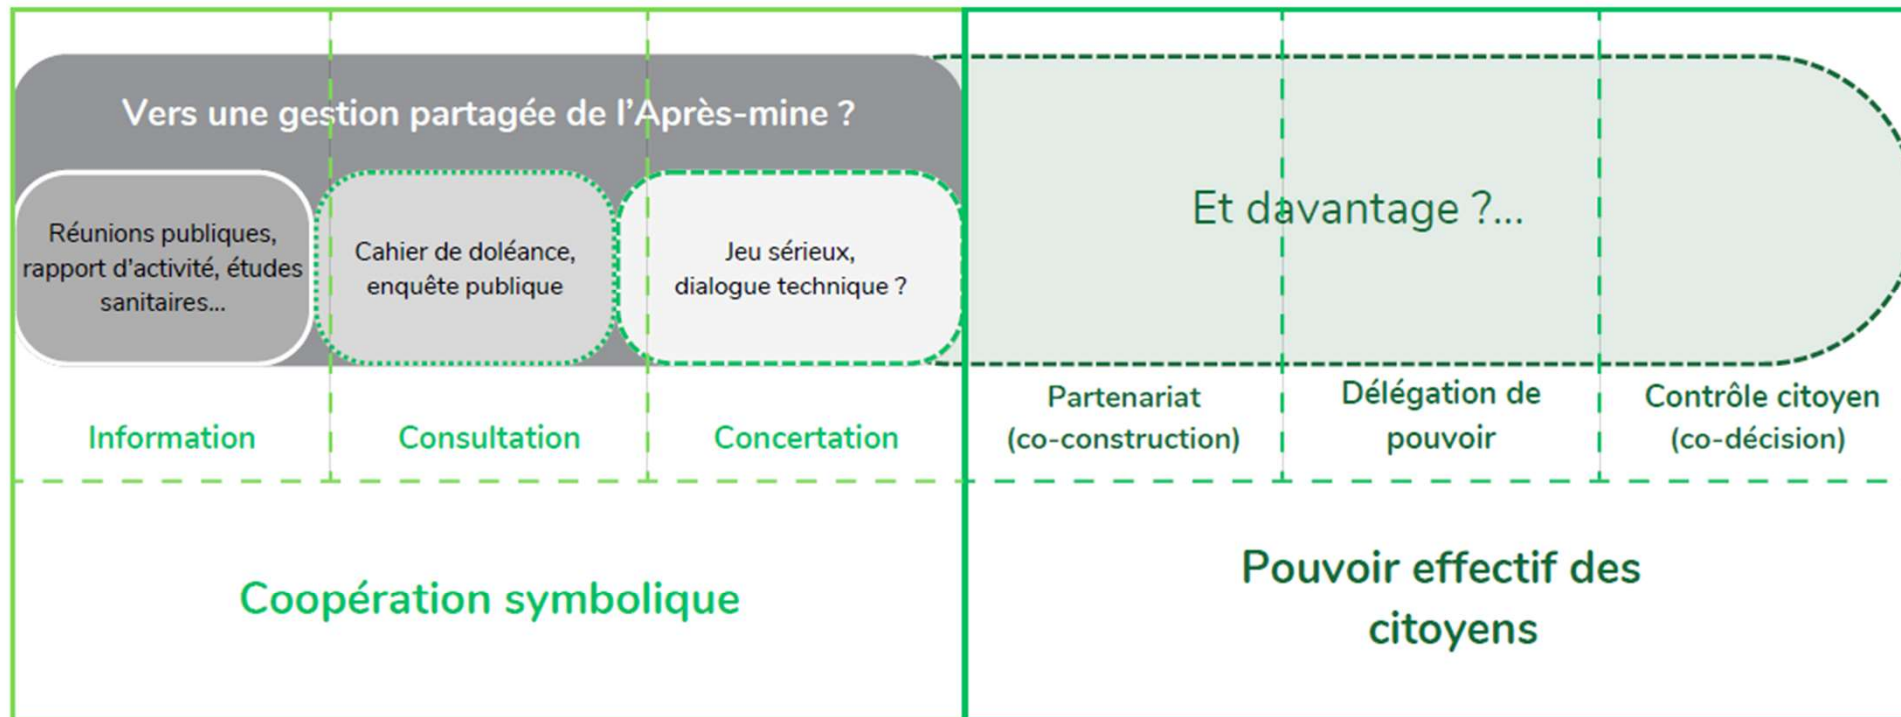 Vers une gestion partagée de l’Après-mine ?
Réunions publiques,
rapport d’activité, études
sanitaires...
Cahier de doléance,
enquête publique
Jeu sérieux,
dialogue technique ?
Et davantage ?...
Information
Consultation
Concertation
Partenariat
(co-construction)
Délégation de
pouvoir
Contrôle citoyen
(co-décision)
Coopération symbolique
Pouvoir effectif des
citoyens